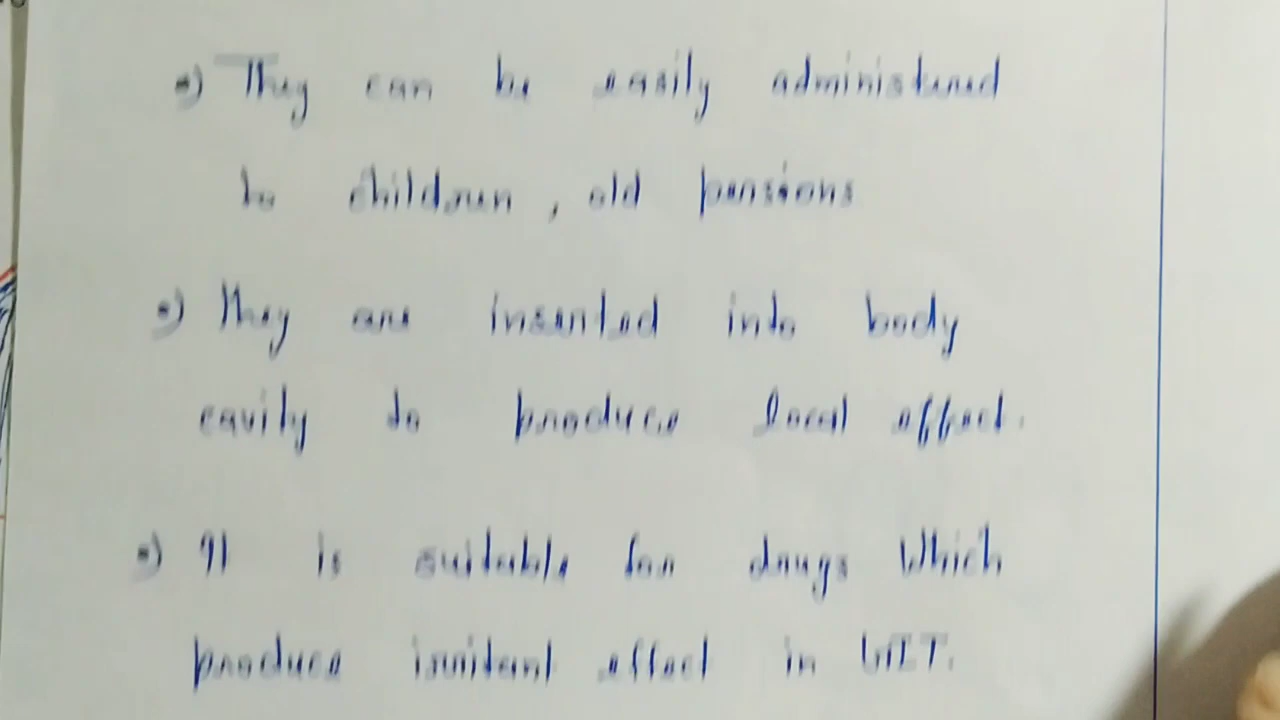 •) They can be easily administered
to children, old pensions
•) They are inserted into body
cavity to produce local effect.
•) It is suitable for drugs Which
produce irritant effect in GIT.